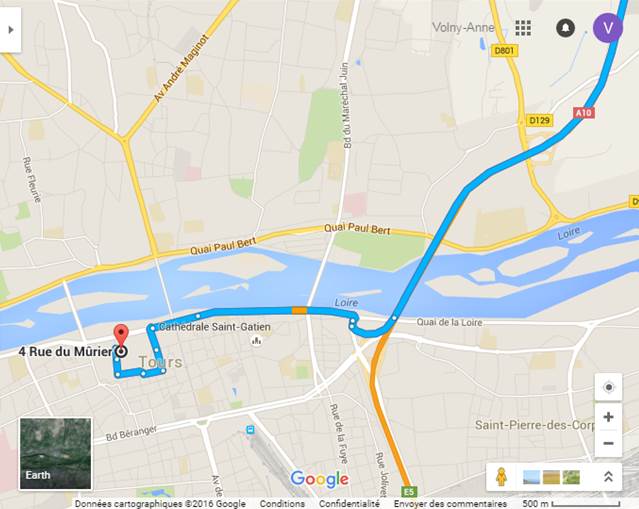 Volny-Anne
V
D801
Av André Maginot
Bd du Maréchal Juin
A10
D129
Rue Fleurie
Quai Paul Bert
Quai Paul Bert
Loire
Loire
Quai de la Loire
Cathédrale Saint-Gatien
4 Rue du Mûrier
Tours
Bd Béranger
Rue de la Fuye
Rue Jolivet
Saint-Pierre-des-Corp
Av de
Earth
Google
E5
Données cartographiques ©2016 Google Conditions Confidentialité Envoyer des commentaires 500 m